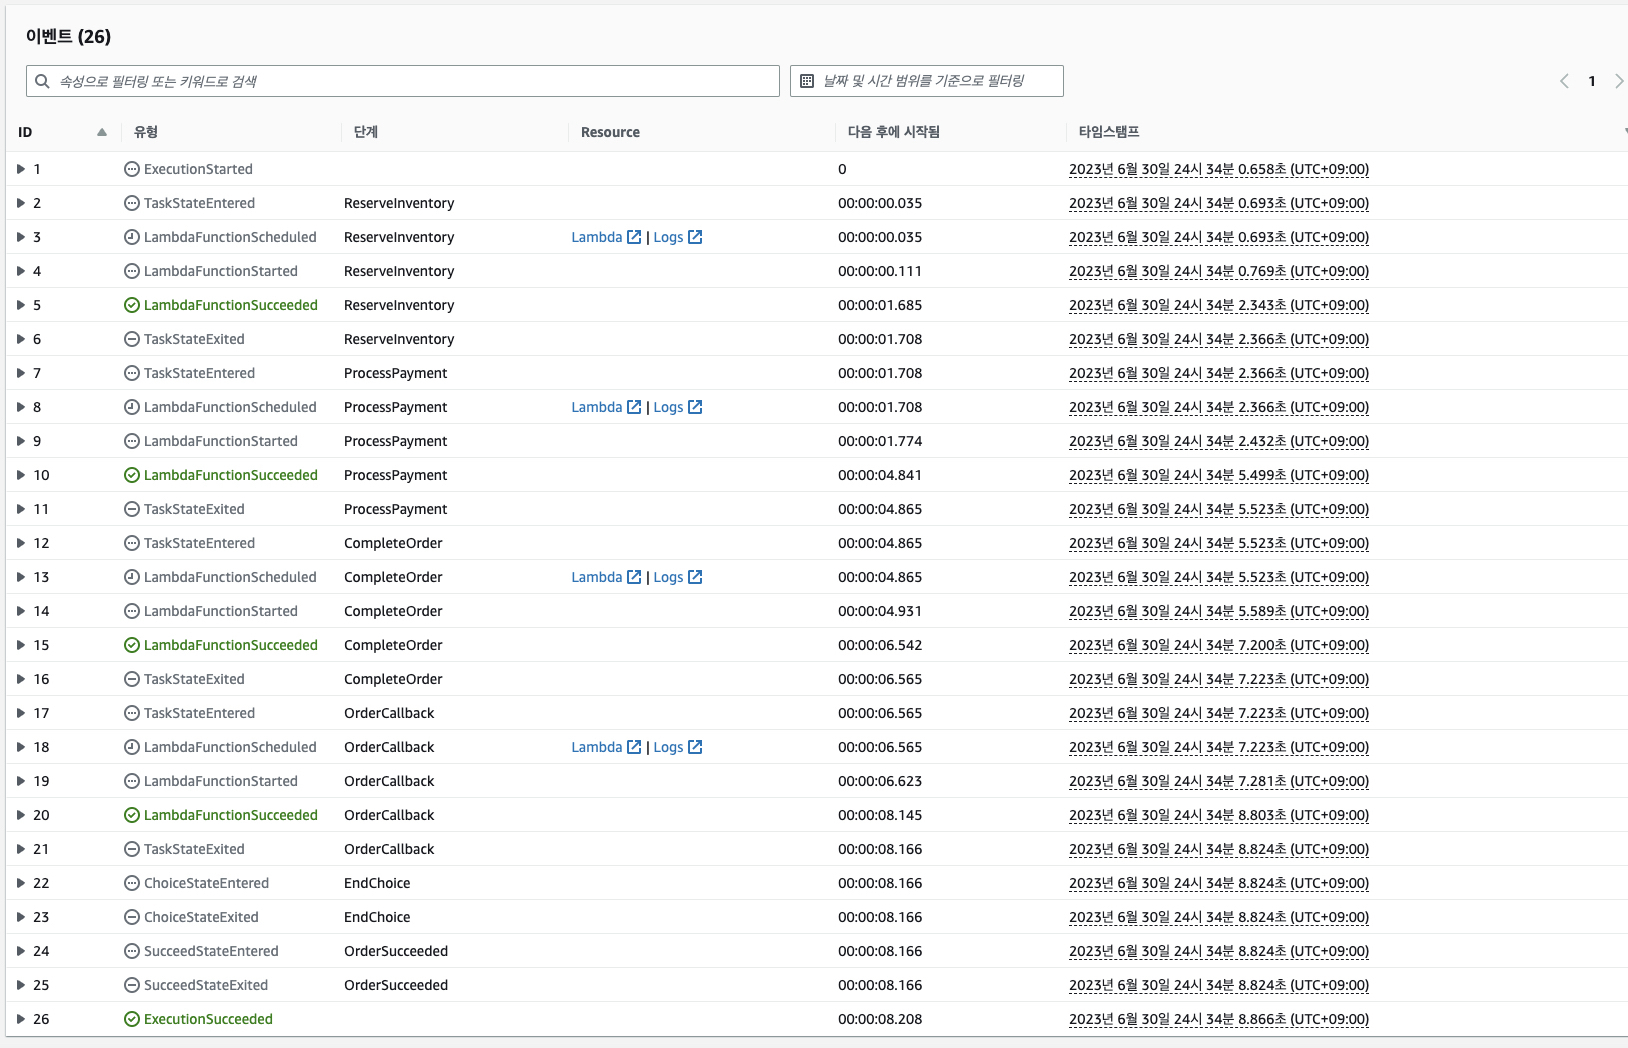 이벤트 (26)
속성으로 필터링 또는 키워드로 검색 날짜 및 시간 범위를 기준으로 필터링 1
ID 유형 단계 Resource 다음 후에 시작됨 타임스탬프
1 ExecutionStarted 0 2023년 6월 30일 24시 34분 0.658초 (UTC+09:00)
2 TaskStateEntered ReserveInventory 00:00:00.035 2023년 6월 30일 24시 34분 0.693초 (UTC+09:00)
3 LambdaFunctionScheduled ReserveInventory Lambda | Logs 00:00:00.035 2023년 6월 30일 24시 34분 0.693초 (UTC+09:00)
4 LambdaFunctionStarted ReserveInventory 00:00:00.111 2023년 6월 30일 24시 34분 0.769초 (UTC+09:00)
5 LambdaFunctionSucceeded ReserveInventory 00:00:01.685 2023년 6월 30일 24시 34분 2.343초 (UTC+09:00)
6 TaskStateExited ReserveInventory 00:00:01.708 2023년 6월 30일 24시 34분 2.366초 (UTC+09:00)
7 TaskStateEntered ProcessPayment 00:00:01.708 2023년 6월 30일 24시 34분 2.366초 (UTC+09:00)
8 LambdaFunctionScheduled ProcessPayment Lambda | Logs 00:00:01.708 2023년 6월 30일 24시 34분 2.366초 (UTC+09:00)
9 LambdaFunctionStarted ProcessPayment 00:00:01.774 2023년 6월 30일 24시 34분 2.432초 (UTC+09:00)
10 LambdaFunctionSucceeded ProcessPayment 00:00:04.841 2023년 6월 30일 24시 34분 5.499초 (UTC+09:00)
11 TaskStateExited ProcessPayment 00:00:04.865 2023년 6월 30일 24시 34분 5.523초 (UTC+09:00)
12 TaskStateEntered CompleteOrder 00:00:04.865 2023년 6월 30일 24시 34분 5.523초 (UTC+09:00)
13 LambdaFunctionScheduled CompleteOrder Lambda | Logs 00:00:04.865 2023년 6월 30일 24시 34분 5.523초 (UTC+09:00)
14 LambdaFunctionStarted CompleteOrder 00:00:04.931 2023년 6월 30일 24시 34분 5.589초 (UTC+09:00)
15 LambdaFunctionSucceeded CompleteOrder 00:00:06.542 2023년 6월 30일 24시 34분 7.200초 (UTC+09:00)
16 TaskStateExited CompleteOrder 00:00:06.565 2023년 6월 30일 24시 34분 7.223초 (UTC+09:00)
17 TaskStateEntered OrderCallback 00:00:06.565 2023년 6월 30일 24시 34분 7.223초 (UTC+09:00)
18 LambdaFunctionScheduled OrderCallback Lambda | Logs 00:00:06.565 2023년 6월 30일 24시 34분 7.223초 (UTC+09:00)
19 LambdaFunctionStarted OrderCallback 00:00:06.623 2023년 6월 30일 24시 34분 7.281초 (UTC+09:00)
20 LambdaFunctionSucceeded OrderCallback 00:00:08.145 2023년 6월 30일 24시 34분 8.803초 (UTC+09:00)
21 TaskStateExited OrderCallback 00:00:08.166 2023년 6월 30일 24시 34분 8.824초 (UTC+09:00)
22 ChoiceStateEntered EndChoice 00:00:08.166 2023년 6월 30일 24시 34분 8.824초 (UTC+09:00)
23 ChoiceStateExited EndChoice 00:00:08.166 2023년 6월 30일 24시 34분 8.824초 (UTC+09:00)
24 SucceedStateEntered OrderSucceeded 00:00:08.166 2023년 6월 30일 24시 34분 8.824초 (UTC+09:00)
25 SucceedStateExited OrderSucceeded 00:00:08.166 2023년 6월 30일 24시 34분 8.824초 (UTC+09:00)
26 ExecutionSucceeded 00:00:08.208 2023년 6월 30일 24시 34분 8.866초 (UTC+09:00)